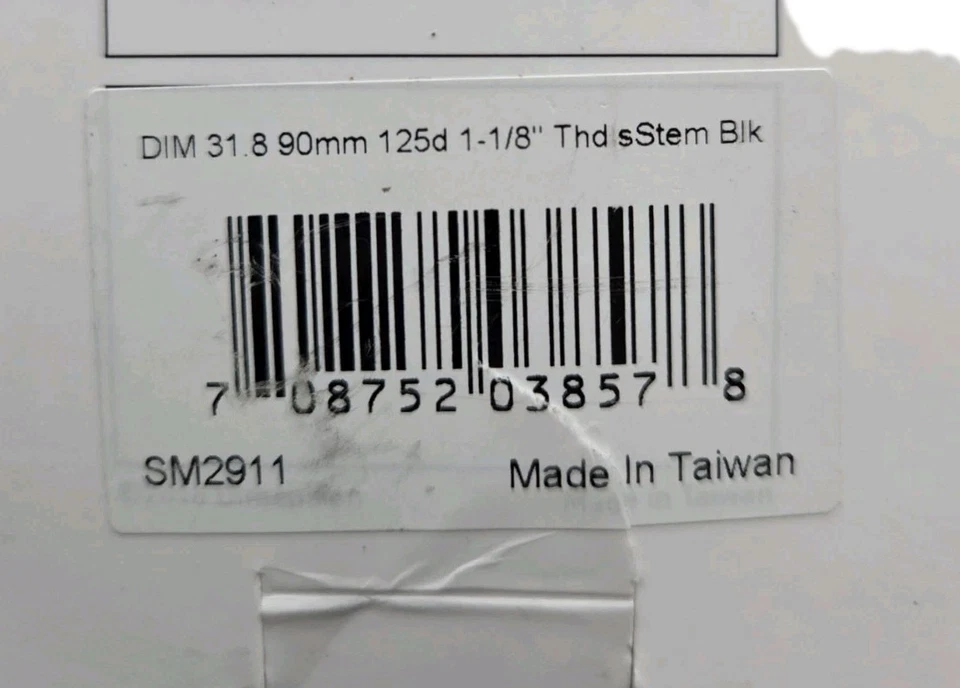 DIM 31.8 90mm 125d 1-1/8" Thd sStem Blk
7 08752 03857 8
SM2911 Made In Taiwan